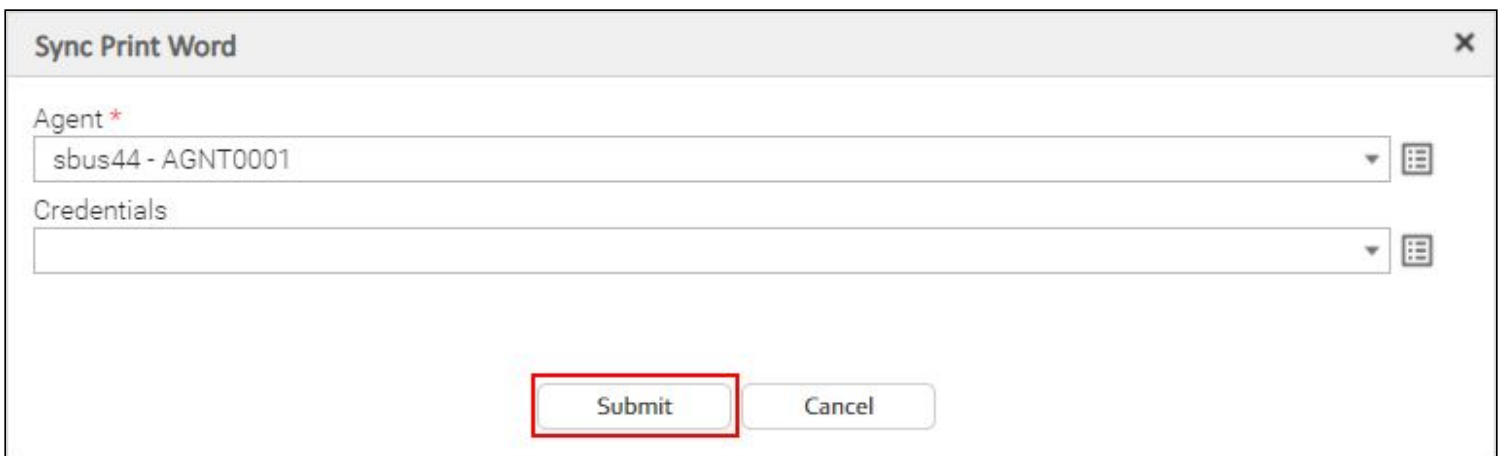 Sync Print Word
Agent *
sbus44 - AGNT0001
Credentials
Submit Cancel